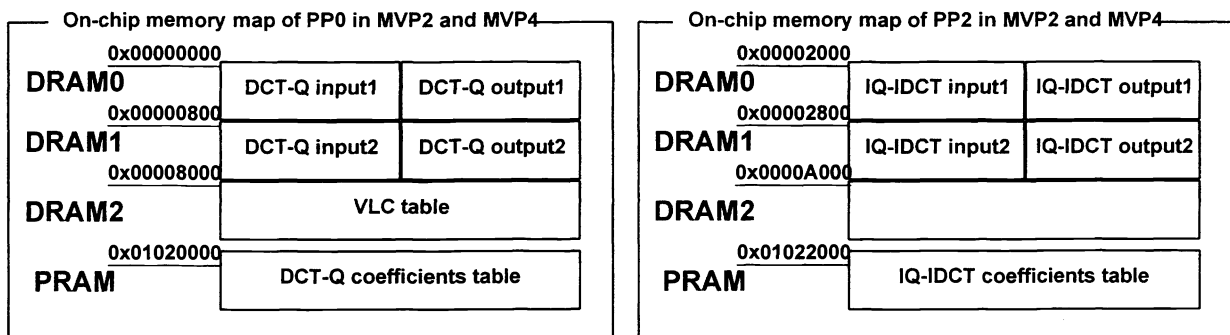 On-chip memory map of PP0 in MVP2 and MVP4
0x00000000
DRAM0
DCT-Q input1
DCT-Q output1
0x00000800
DRAM1
DCT-Q input2
DCT-Q output2
0x00008000
DRAM2
VLC table
0x01020000
PRAM
DCT-Q coefficients table
On-chip memory map of PP2 in MVP2 and MVP4
0x00002000
DRAM0
IQ-IDCT input1
IQ-IDCT output1
0x00002800
DRAM1
IQ-IDCT input2
IQ-IDCT output2
0x0000A000
DRAM2
0x01022000
PRAM
IQ-IDCT coefficients table